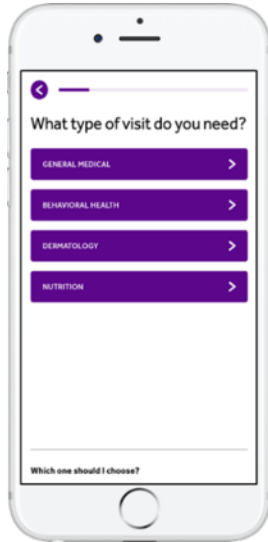 What type of visit do you need?
GENERAL MEDICAL
BEHAVIORAL HEALTH
DERMATOLOGY
NUTRITION
Which one should I choose?